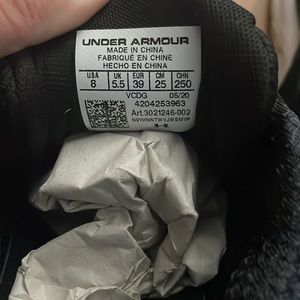 UNDER ARMOUR
MADE IN CHINA
FABRIQUÉ EN CHINE
HECHO EN CHINA
USA UK EUR CM CHN
8 5.5 39 25 250
VCDG 05/20
4204253963
Art.3021246-002